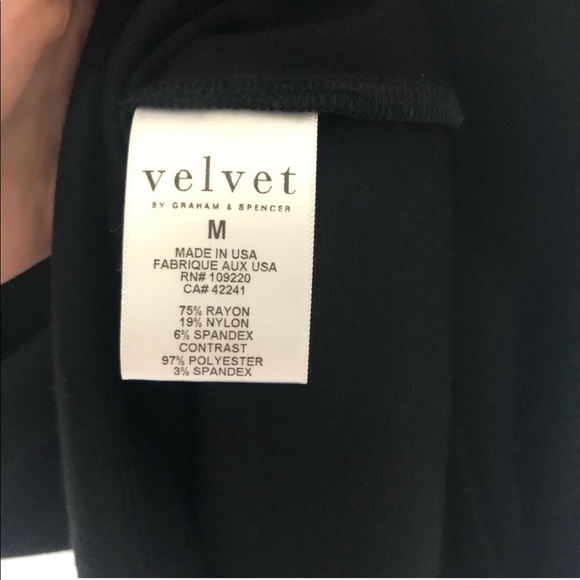 velvet
BY GRAHAM & SPENCER
M
MADE IN USA
FABRIQUE AUX USA
RN# 109220
CA# 42241
75% RAYON
19% NYLON
6% SPANDEX
CONTRAST
97% POLYESTER
3% SPANDEX